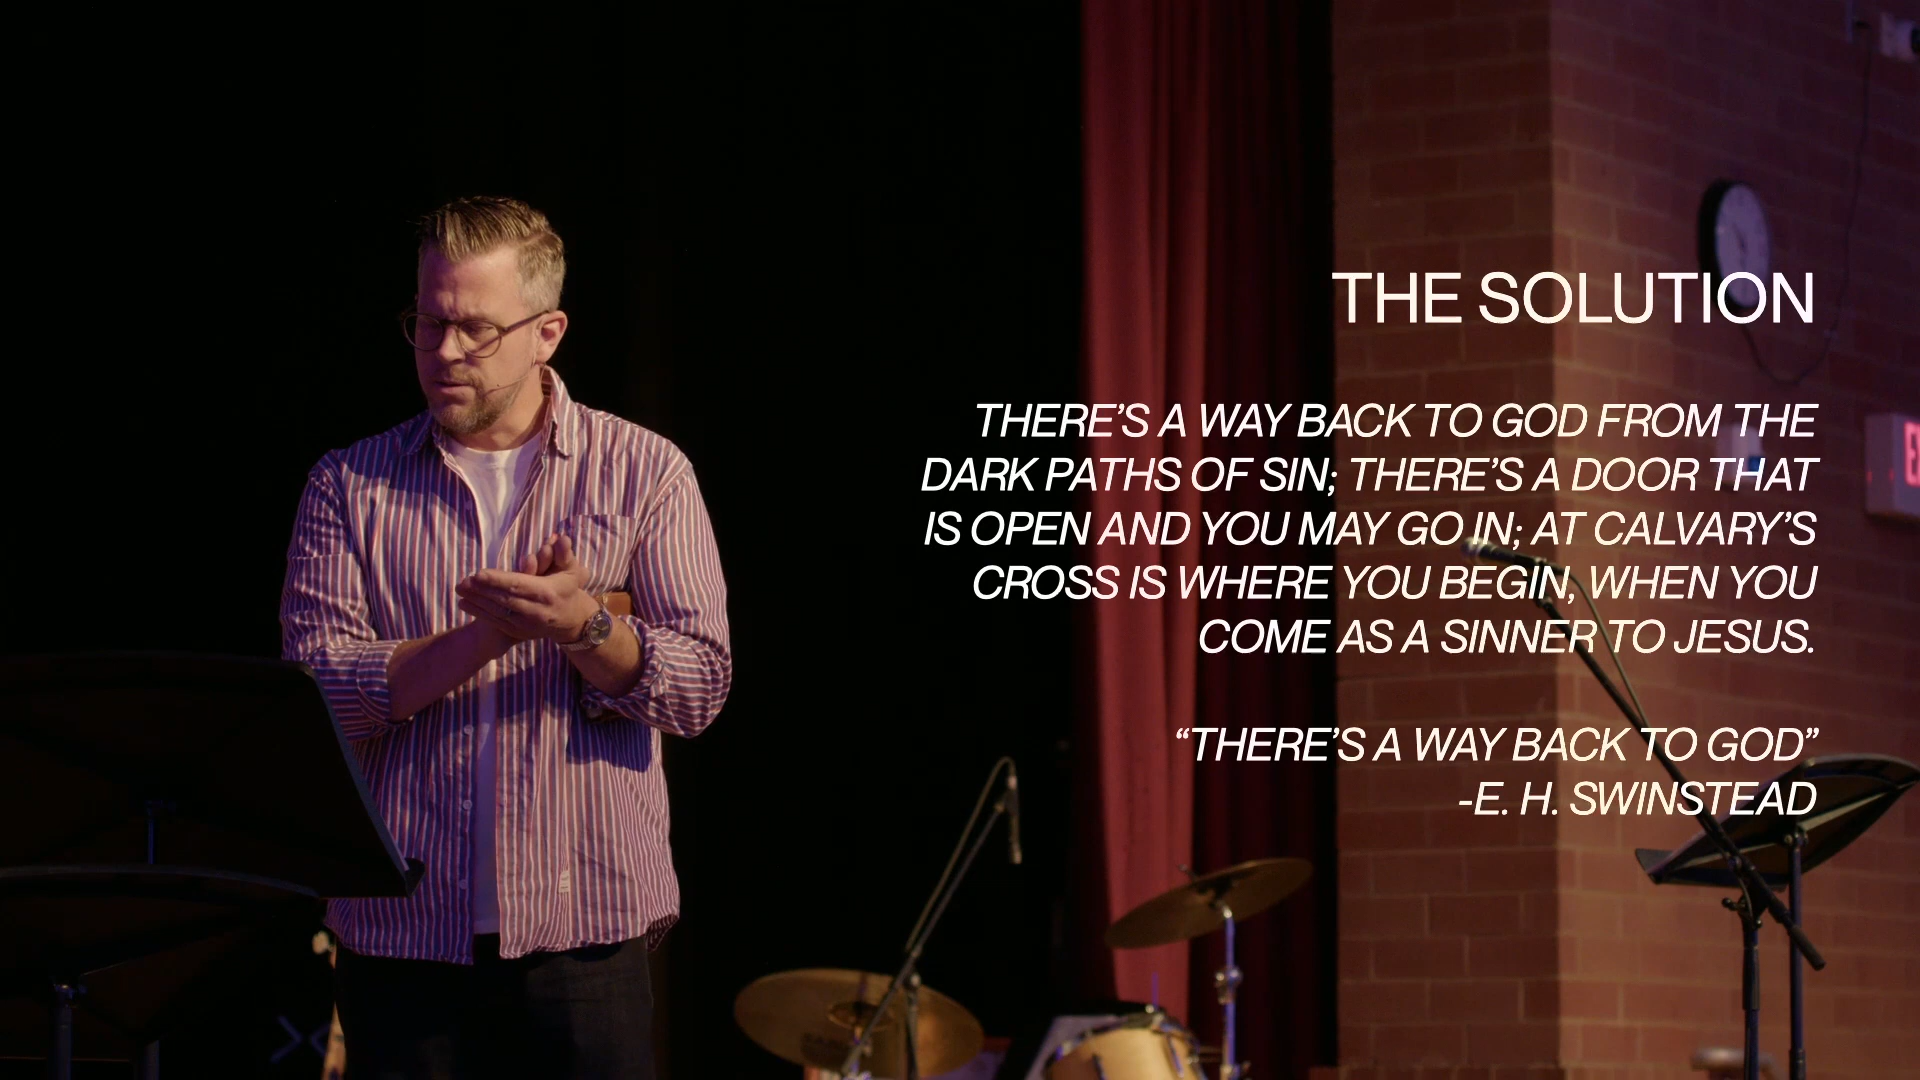 THE SOLUTION
THERE’S A WAY BACK TO GOD FROM THE
DARK PATHS OF SIN; THERE’S A DOOR THAT
IS OPEN AND YOU MAY GO IN; AT CALVARY’S
CROSS IS WHERE YOU BEGIN, WHEN YOU
COME AS A SINNER TO JESUS.
“THERE’S A WAY BACK TO GOD”
-E. H. SWINSTEAD